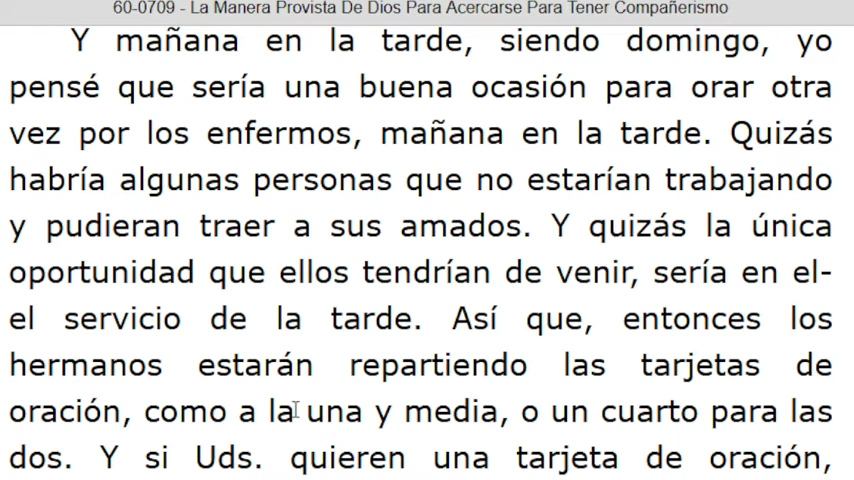 60-0709 - La Manera Provista De Dios Para Acercarse Para Tener Compañerismo
Y mañana en la tarde, siendo domingo, yo
pensé que sería una buena ocasión para orar otra
vez por los enfermos, mañana en la tarde. Quizás
habría algunas personas que no estarían trabajando
y pudieran traer a sus amados. Y quizás la única
oportunidad que ellos tendrían de venir, sería en el-
el servicio de la tarde. Así que, entonces los
hermanos estarán repartiendo las tarjetas de
oración, como a la una y media, o un cuarto para las
dos. Y si Uds. quieren una tarjeta de oración,